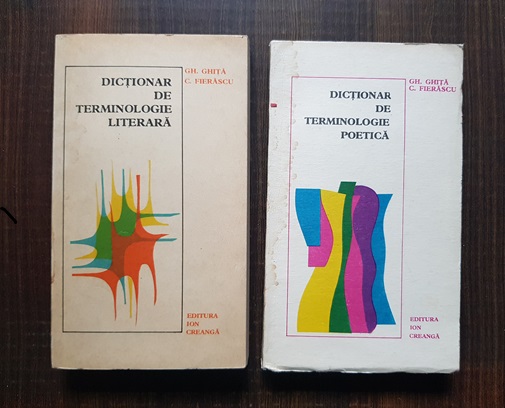 GH. GHIȚĂ
C. FIERĂSCU
DICȚIONAR
DE
TERMINOLOGIE
LITERARĂ
EDITURA
ION
CREANGĂ
GH. GHIȚĂ
C. FIERĂSCU
DICȚIONAR
DE
TERMINOLOGIE
POETICĂ
EDITURA
ION
CREANGĂ